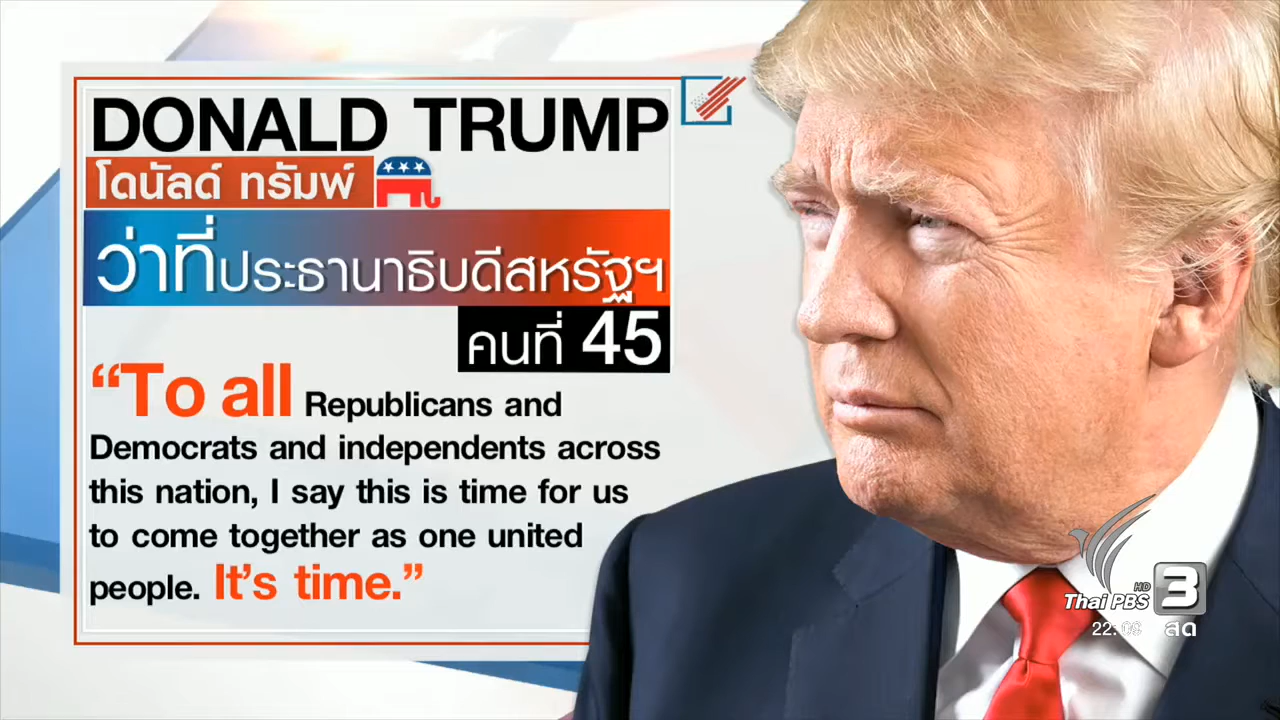 DONALD TRUMP
โดนัลด์ ทรัมพ์
ว่าที่ประธานาธิบดีสหรัฐฯ
คนที่ 45
“To all Republicans and
Democrats and independents across
this nation, I say this is time for us
to come together as one united
people. It’s time.”
HD
Thai PBS 3
22:09 สด